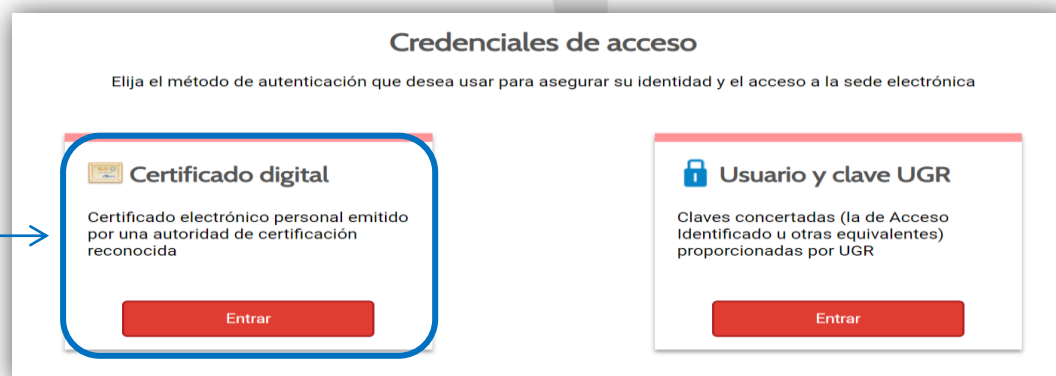 Credenciales de acceso
Elija el método de autenticación que desea usar para asegurar su identidad y el acceso a la sede electrónica
Certificado digital
Certificado electrónico personal emitido
por una autoridad de certificación
reconocida
Entrar
Usuario y clave UGR
Claves concertadas (la de Acceso
Identificado u otras equivalentes)
proporcionadas por UGR
Entrar